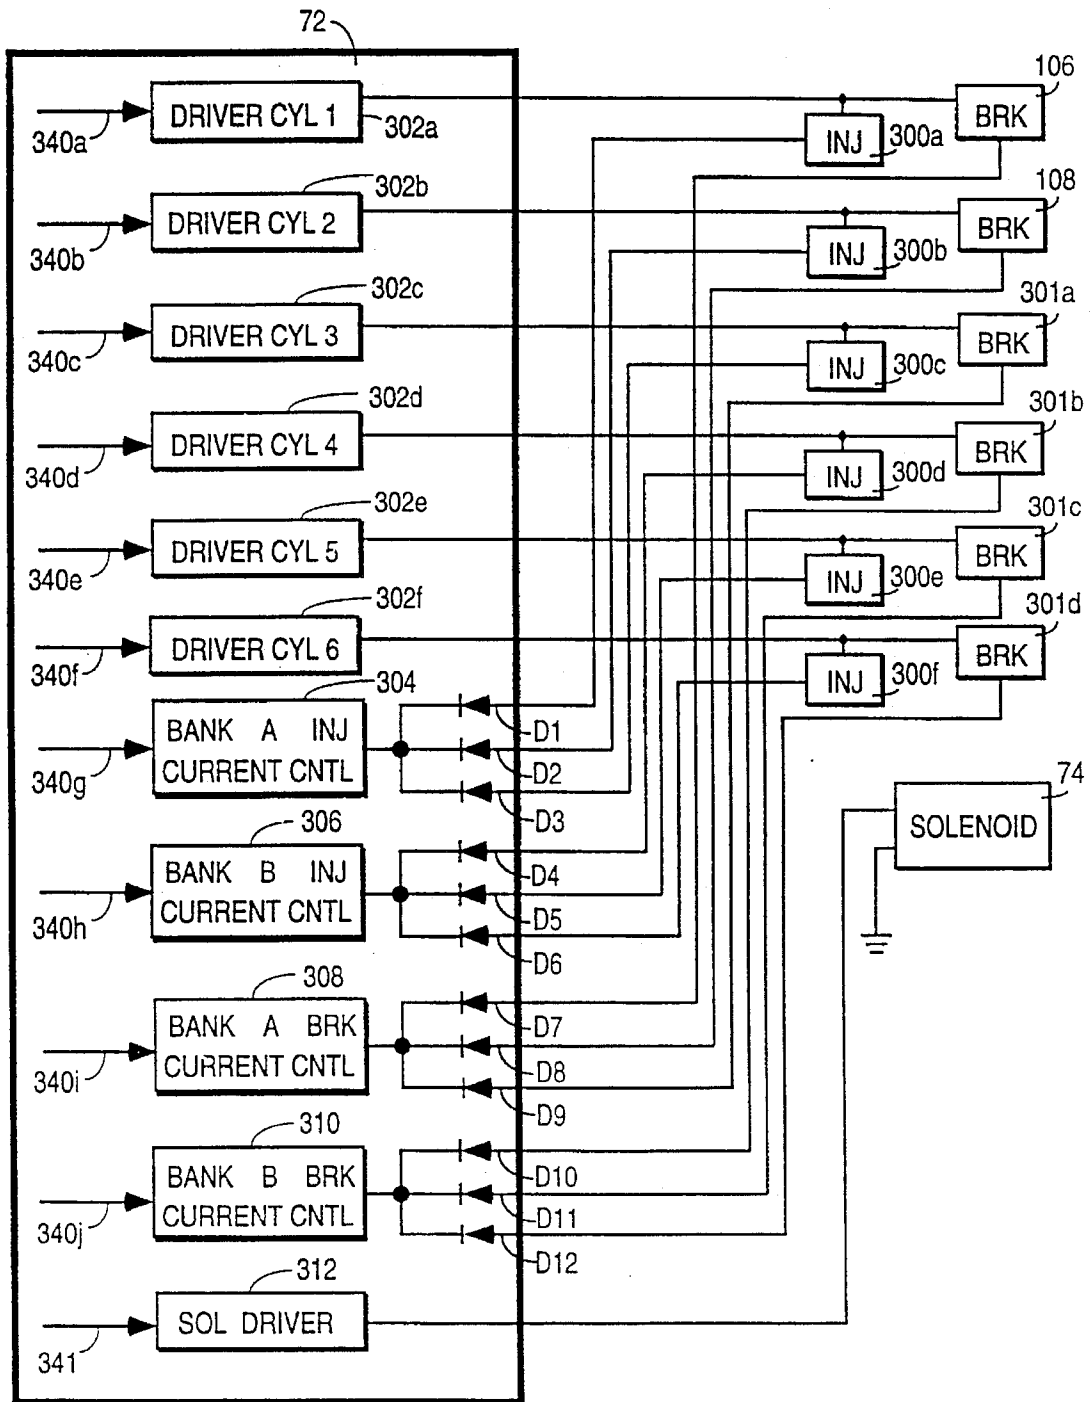 72
DRIVER CYL 1
302a
340a
106
BRK
INJ
300a
302b
DRIVER CYL 2
340b
108
BRK
INJ
300b
302c
DRIVER CYL 3
340c
301a
BRK
INJ
300c
302d
DRIVER CYL 4
340d
301b
BRK
INJ
300d
302e
DRIVER CYL 5
340e
301c
BRK
INJ
300e
302f
DRIVER CYL 6
340f
301d
BRK
INJ
300f
304
BANK A INJ
CURRENT CNTL
340g
D1
D2
D3
74
SOLENOID
306
BANK B INJ
CURRENT CNTL
340h
D4
D5
D6
308
BANK A BRK
CURRENT CNTL
340i
D7
D8
D9
310
BANK B BRK
CURRENT CNTL
340j
D10
D11
D12
312
SOL DRIVER
341